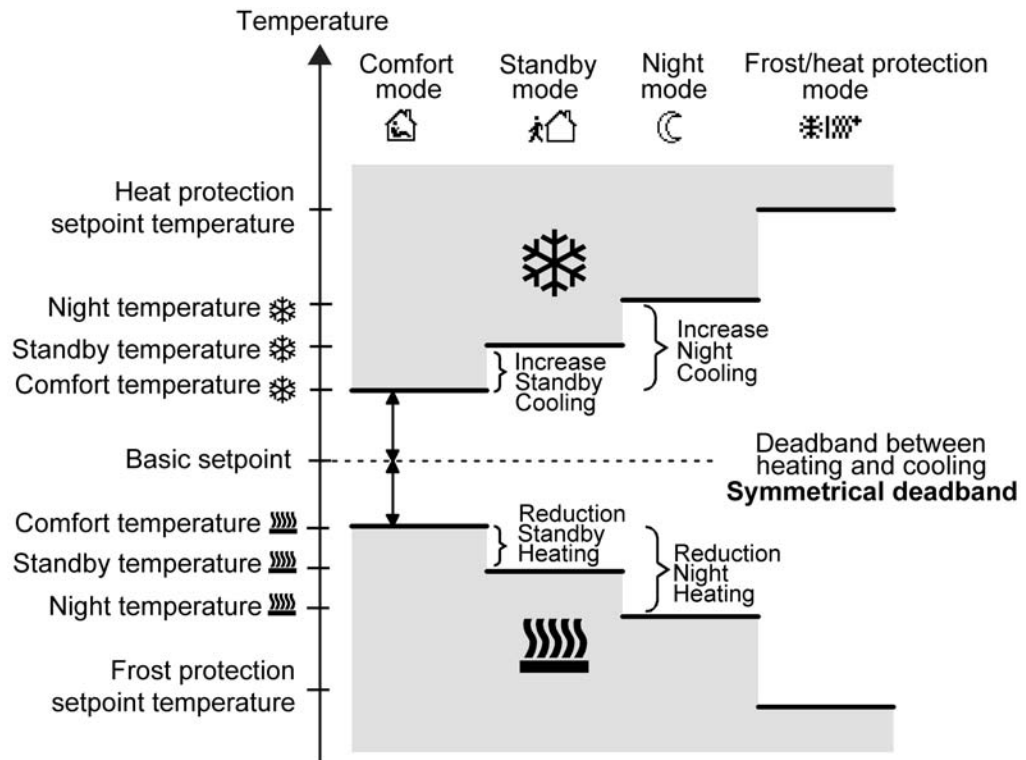 Temperature
Comfort
mode
Standby
mode
Night
mode
Frost/heat protection
mode
Heat protection
setpoint temperature
Night temperature
Standby temperature
Comfort temperature
Increase
Standby
Cooling
Increase
Night
Cooling
Basic setpoint
Deadband between
heating and cooling
Symmetrical deadband
Comfort temperature
Standby temperature
Night temperature
Reduction
Standby
Heating
Reduction
Night
Heating
Frost protection
setpoint temperature